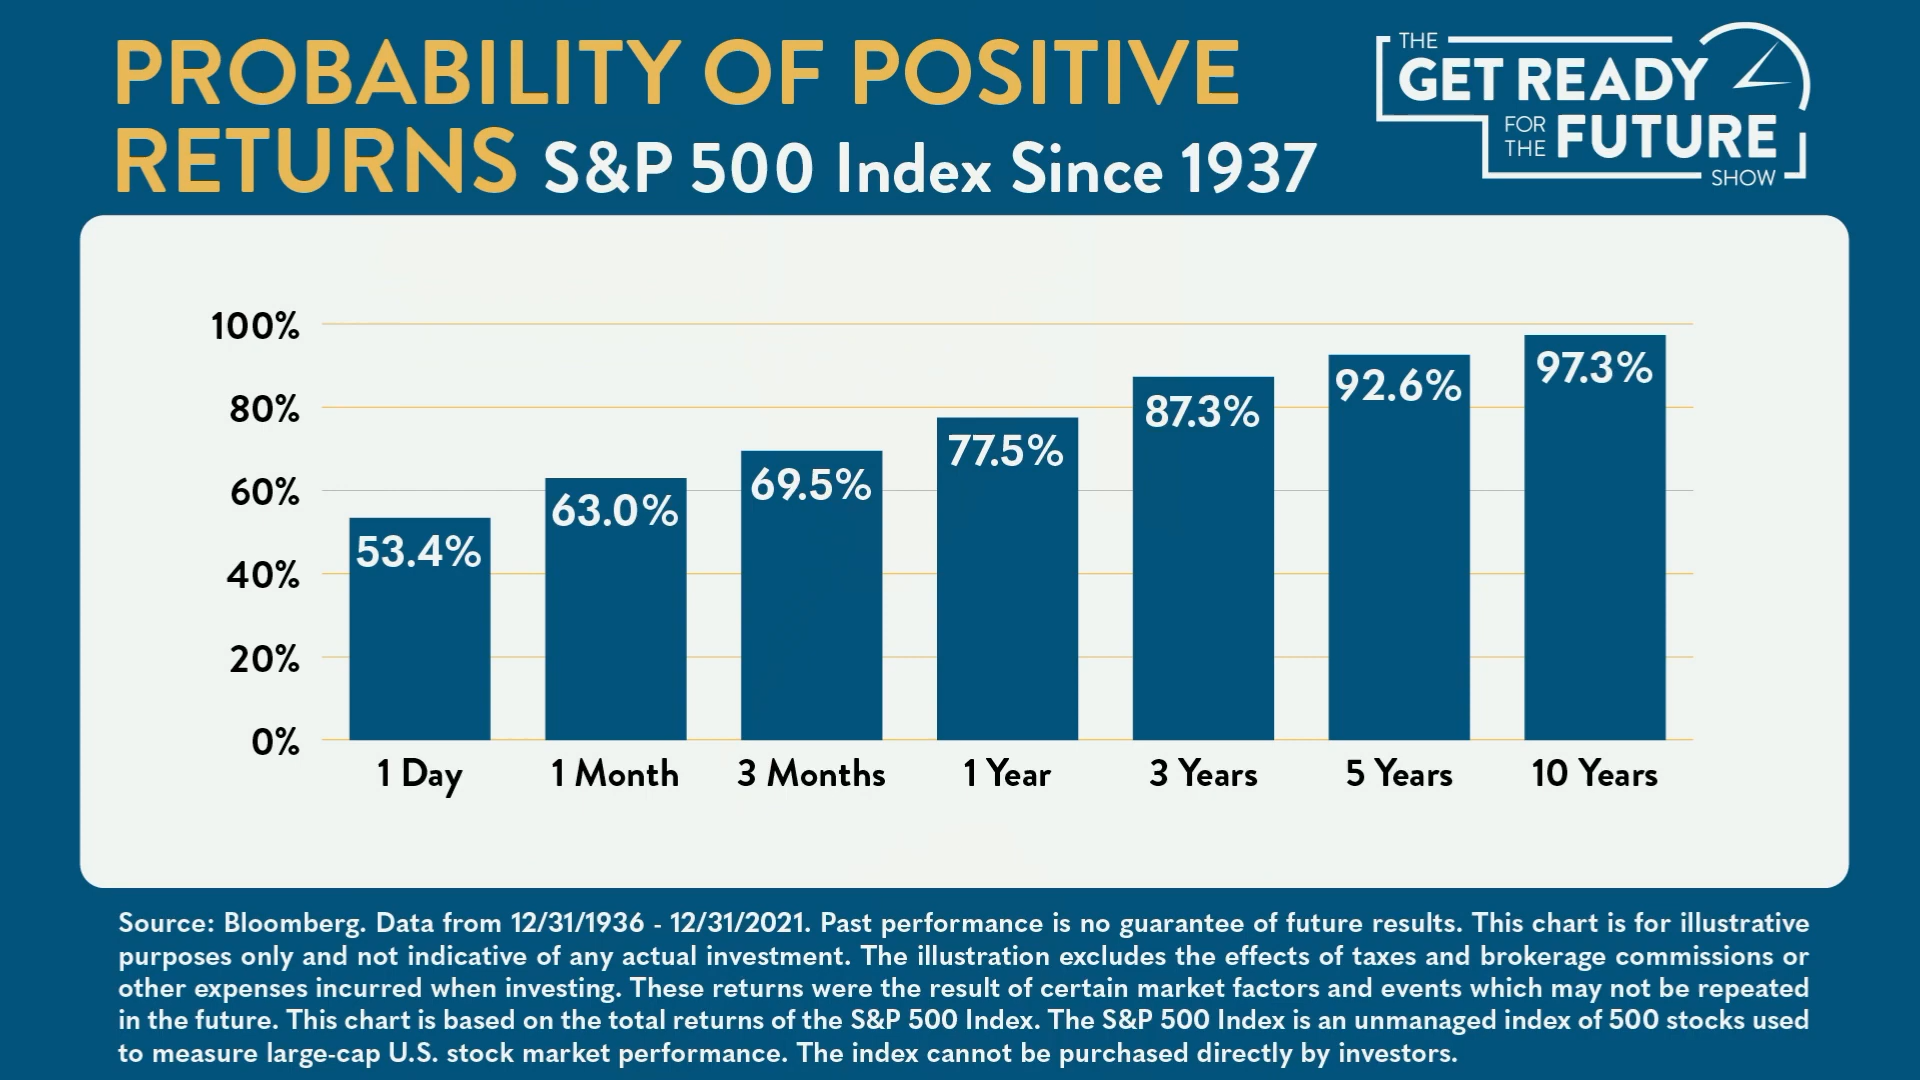 PROBABILITY OF POSITIVE
RETURNS S&P 500 Index Since 1937
THE
GET READY
FOR THE FUTURE
SHOW
100%
80%
60%
40%
20%
0%
53.4%
63.0%
69.5%
77.5%
87.3%
92.6%
97.3%
1 Day
1 Month
3 Months
1 Year
3 Years
5 Years
10 Years
Source: Bloomberg. Data from 12/31/1936 - 12/31/2021. Past performance is no guarantee of future results. This chart is for illustrative
purposes only and not indicative of any actual investment. The illustration excludes the effects of taxes and brokerage commissions or
other expenses incurred when investing. These returns were the result of certain market factors and events which may not be repeated
in the future. This chart is based on the total returns of the S&P 500 Index. The S&P 500 Index is an unmanaged index of 500 stocks used
to measure large-cap U.S. stock market performance. The index cannot be purchased directly by investors.